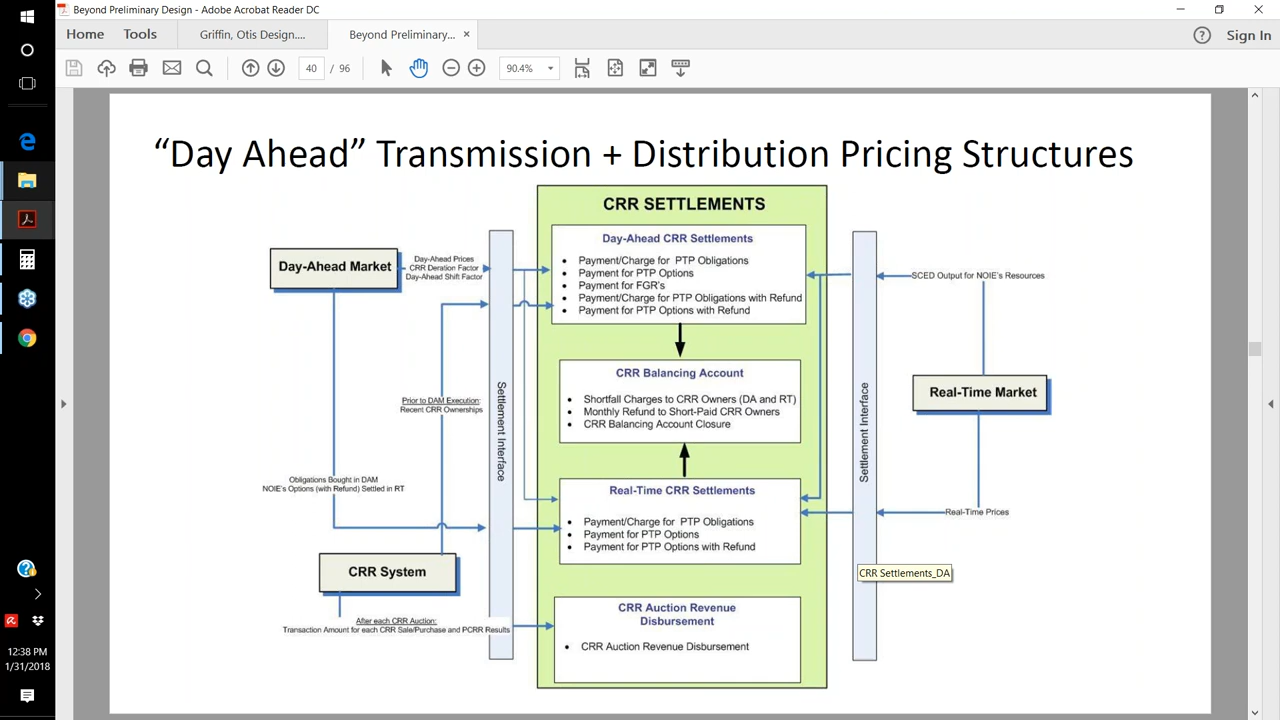 Beyond Preliminary Design - Adobe Acrobat Reader DC
Home
Tools
Griffin, Otis Design....
Beyond Preliminary...
Sign In
40 / 96
90.4%
“Day Ahead” Transmission + Distribution Pricing Structures
CRR SETTLEMENTS
Day-Ahead Market
Day-Ahead Prices
CRR Deration Factor
Day-Ahead Shift Factor
Day-Ahead CRR Settlements
• Payment/Charge for PTP Obligations
• Payment for PTP Options
• Payment for FGR's
• Payment/Charge for PTP Obligations with Refund
• Payment for PTP Options with Refund
SCED Output for NOIE's Resources
CRR Balancing Account
• Shortfall Charges to CRR Owners (DA and RT)
• Monthly Refund to Short-Paid CRR Owners
• CRR Balancing Account Closure
Real-Time Market
Prior to DAM Execution:
Recent CRR Ownerships
Settlement Interface
Settlement Interface
Obligations Bought in DAM
NOIE's Options (with Refund) Settled in RT
Real-Time CRR Settlements
• Payment/Charge for PTP Obligations
• Payment for PTP Options
• Payment for PTP Options with Refund
Real-Time Prices
CRR System
CRR Settlements_DA
After each CRR Auction:
Transaction Amount for each CRR Sale/Purchase and PCRR Results
CRR Auction Revenue
Disbursement
• CRR Auction Revenue Disbursement
12:38 PM
1/31/2018